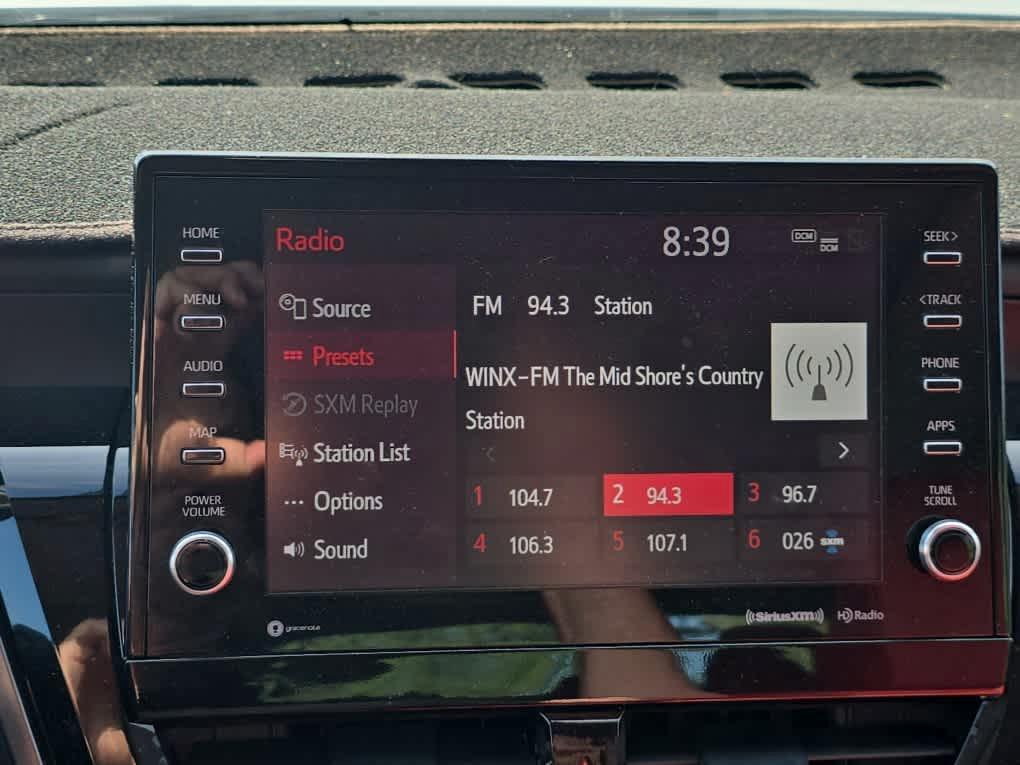 HOME
MENU
AUDIO
MAP
POWER
VOLUME
Radio
8:39
DCM
DCM
Source
Presets
SXM Replay
Station List
Options
Sound
FM 94.3 Station
WINX-FM The Mid Shore's Country
Station
1 104.7
2 94.3
3 96.7
4 106.3
5 107.1
6 026 sxm
SEEK>
<TRACK
PHONE
APPS
TUNE
SCROLL
gracenote
((SiriusXM))
HD Radio